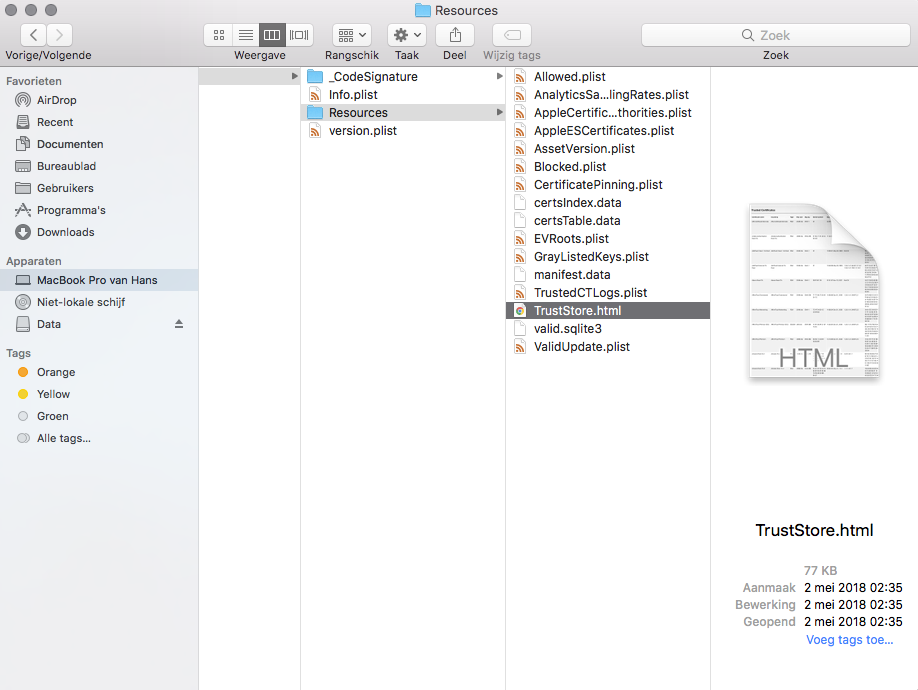 Resources
Zoek
Vorige/Volgende
Weergave
Rangschik
Taak
Deel
Wijzig tags
Zoek
Favorieten
AirDrop
Recent
Documenten
Bureaublad
Gebruikers
Programma's
Downloads
Apparaten
MacBook Pro van Hans
Niet-lokale schijf
Data
Tags
Orange
Yellow
Groen
Alle tags...
_CodeSignature
Info.plist
Resources
version.plist
Allowed.plist
AnalyticsSa...lingRates.plist
AppleCertific...thorities.plist
AppleESCertificates.plist
AssetVersion.plist
Blocked.plist
CertificatePinning.plist
certsIndex.data
certsTable.data
EVRoots.plist
GrayListedKeys.plist
manifest.data
TrustedCTLogs.plist
TrustStore.html
valid.sqlite3
ValidUpdate.plist
HTML
TrustStore.html
77 KB
Aanmaak 2 mei 2018 02:35
Bewerking 2 mei 2018 02:35
Geopend 2 mei 2018 02:35
Voeg tags toe...